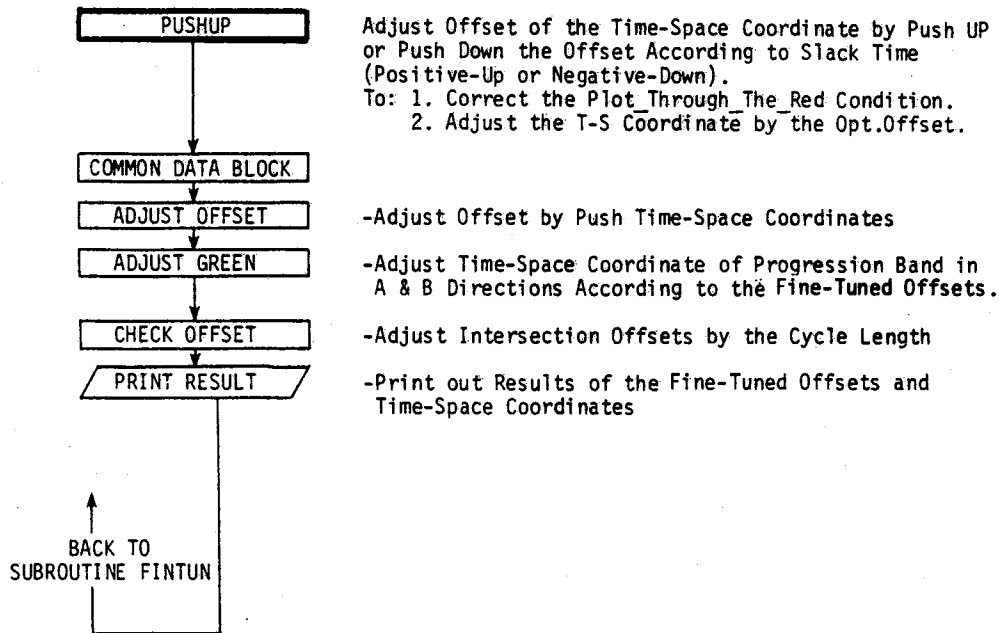 PUSHUP
Adjust Offset of the Time-Space Coordinate by Push UP
or Push Down the Offset According to Slack Time
(Positive-Up or Negative-Down).
To: 1. Correct the Plot_Through_The_Red Condition.
2. Adjust the T-S Coordinate by the Opt.Offset.
COMMON DATA BLOCK
ADJUST OFFSET
-Adjust Offset by Push Time-Space Coordinates
ADJUST GREEN
-Adjust Time-Space Coordinate of Progression Band in
A & B Directions According to the Fine-Tuned Offsets.
CHECK OFFSET
-Adjust Intersection Offsets by the Cycle Length
PRINT RESULT
-Print out Results of the Fine-Tuned Offsets and
Time-Space Coordinates
BACK TO
SUBROUTINE FINTUN